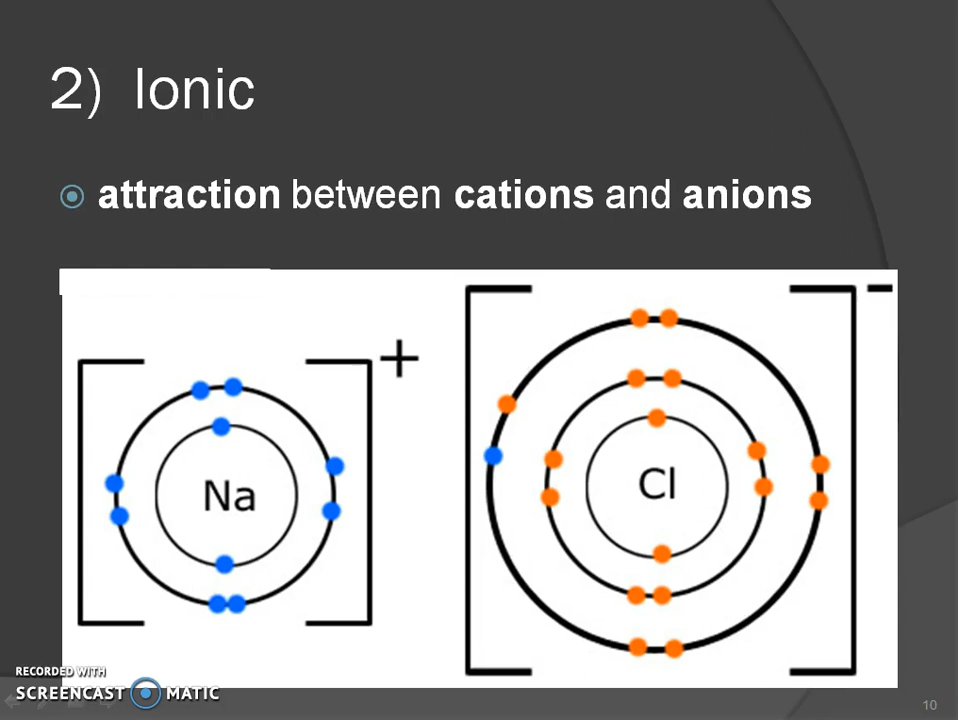 2) Ionic
attraction between cations and anions
+
-
Na
Cl
RECORDED WITH
SCREENCAST MATIC
10